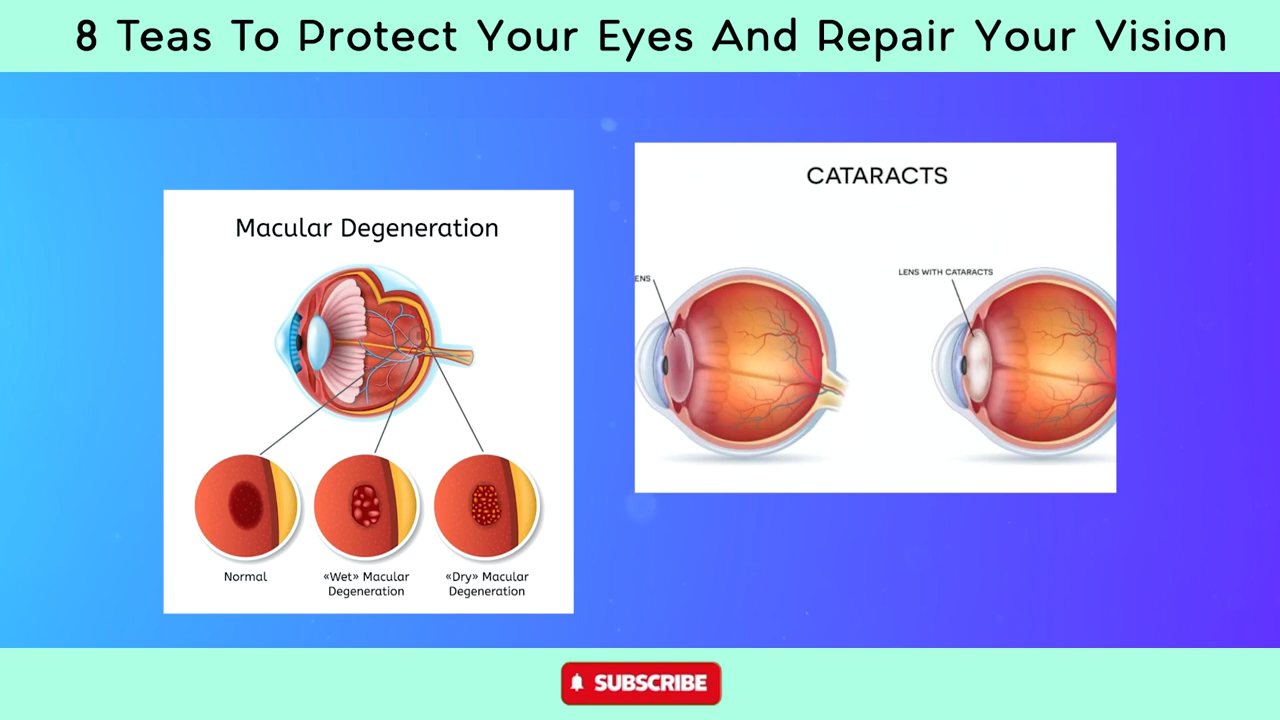 8 Teas To Protect Your Eyes And Repair Your Vision
Macular Degeneration
Normal
«Wet» Macular
Degeneration
«Dry» Macular
Degeneration
CATARACTS
ENS
LENS WITH CATARACTS
SUBSCRIBE